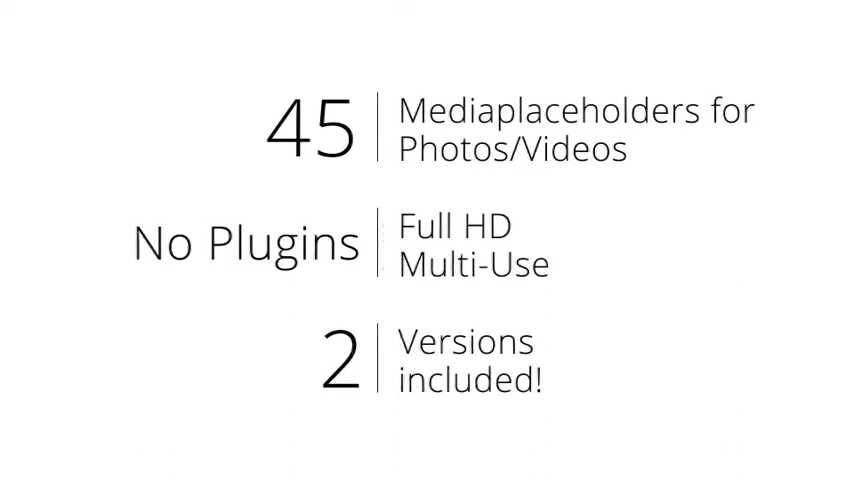 45
Mediaplaceholders for
Photos/Videos
No Plugins
Full HD
Multi-Use
2
Versions
included!